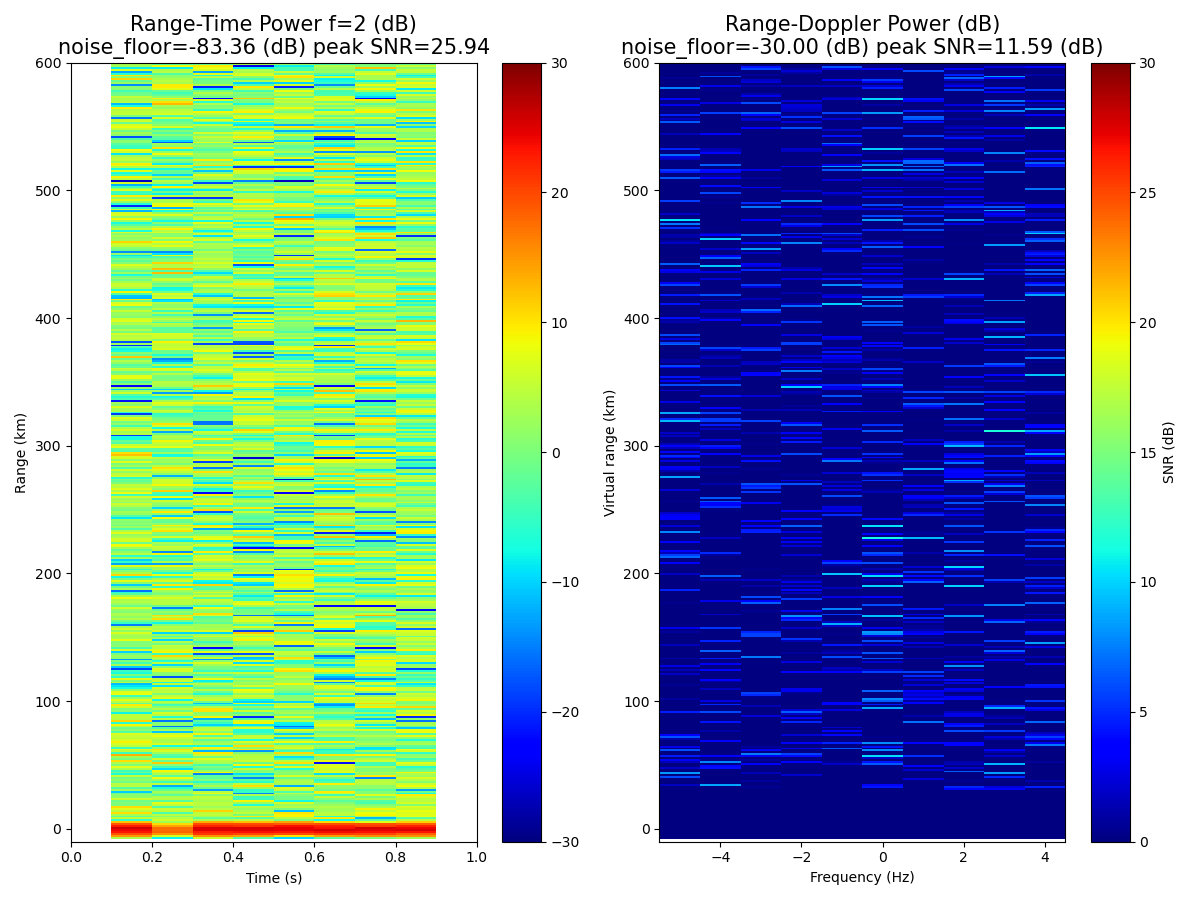 Range-Time Power f=2 (dB)
noise_floor=-83.36 (dB) peak SNR=25.94
Range-Doppler Power (dB)
noise_floor=-30.00 (dB) peak SNR=11.59 (dB)
600
500
400
300
200
100
0
Range (km)
0.0 0.2 0.4 0.6 0.8 1.0
Time (s)
30
20
10
0
−10
−20
−30
600
500
400
300
200
100
0
Virtual range (km)
−4 −2 0 2 4
Frequency (Hz)
30
25
20
15
10
5
0
SNR (dB)